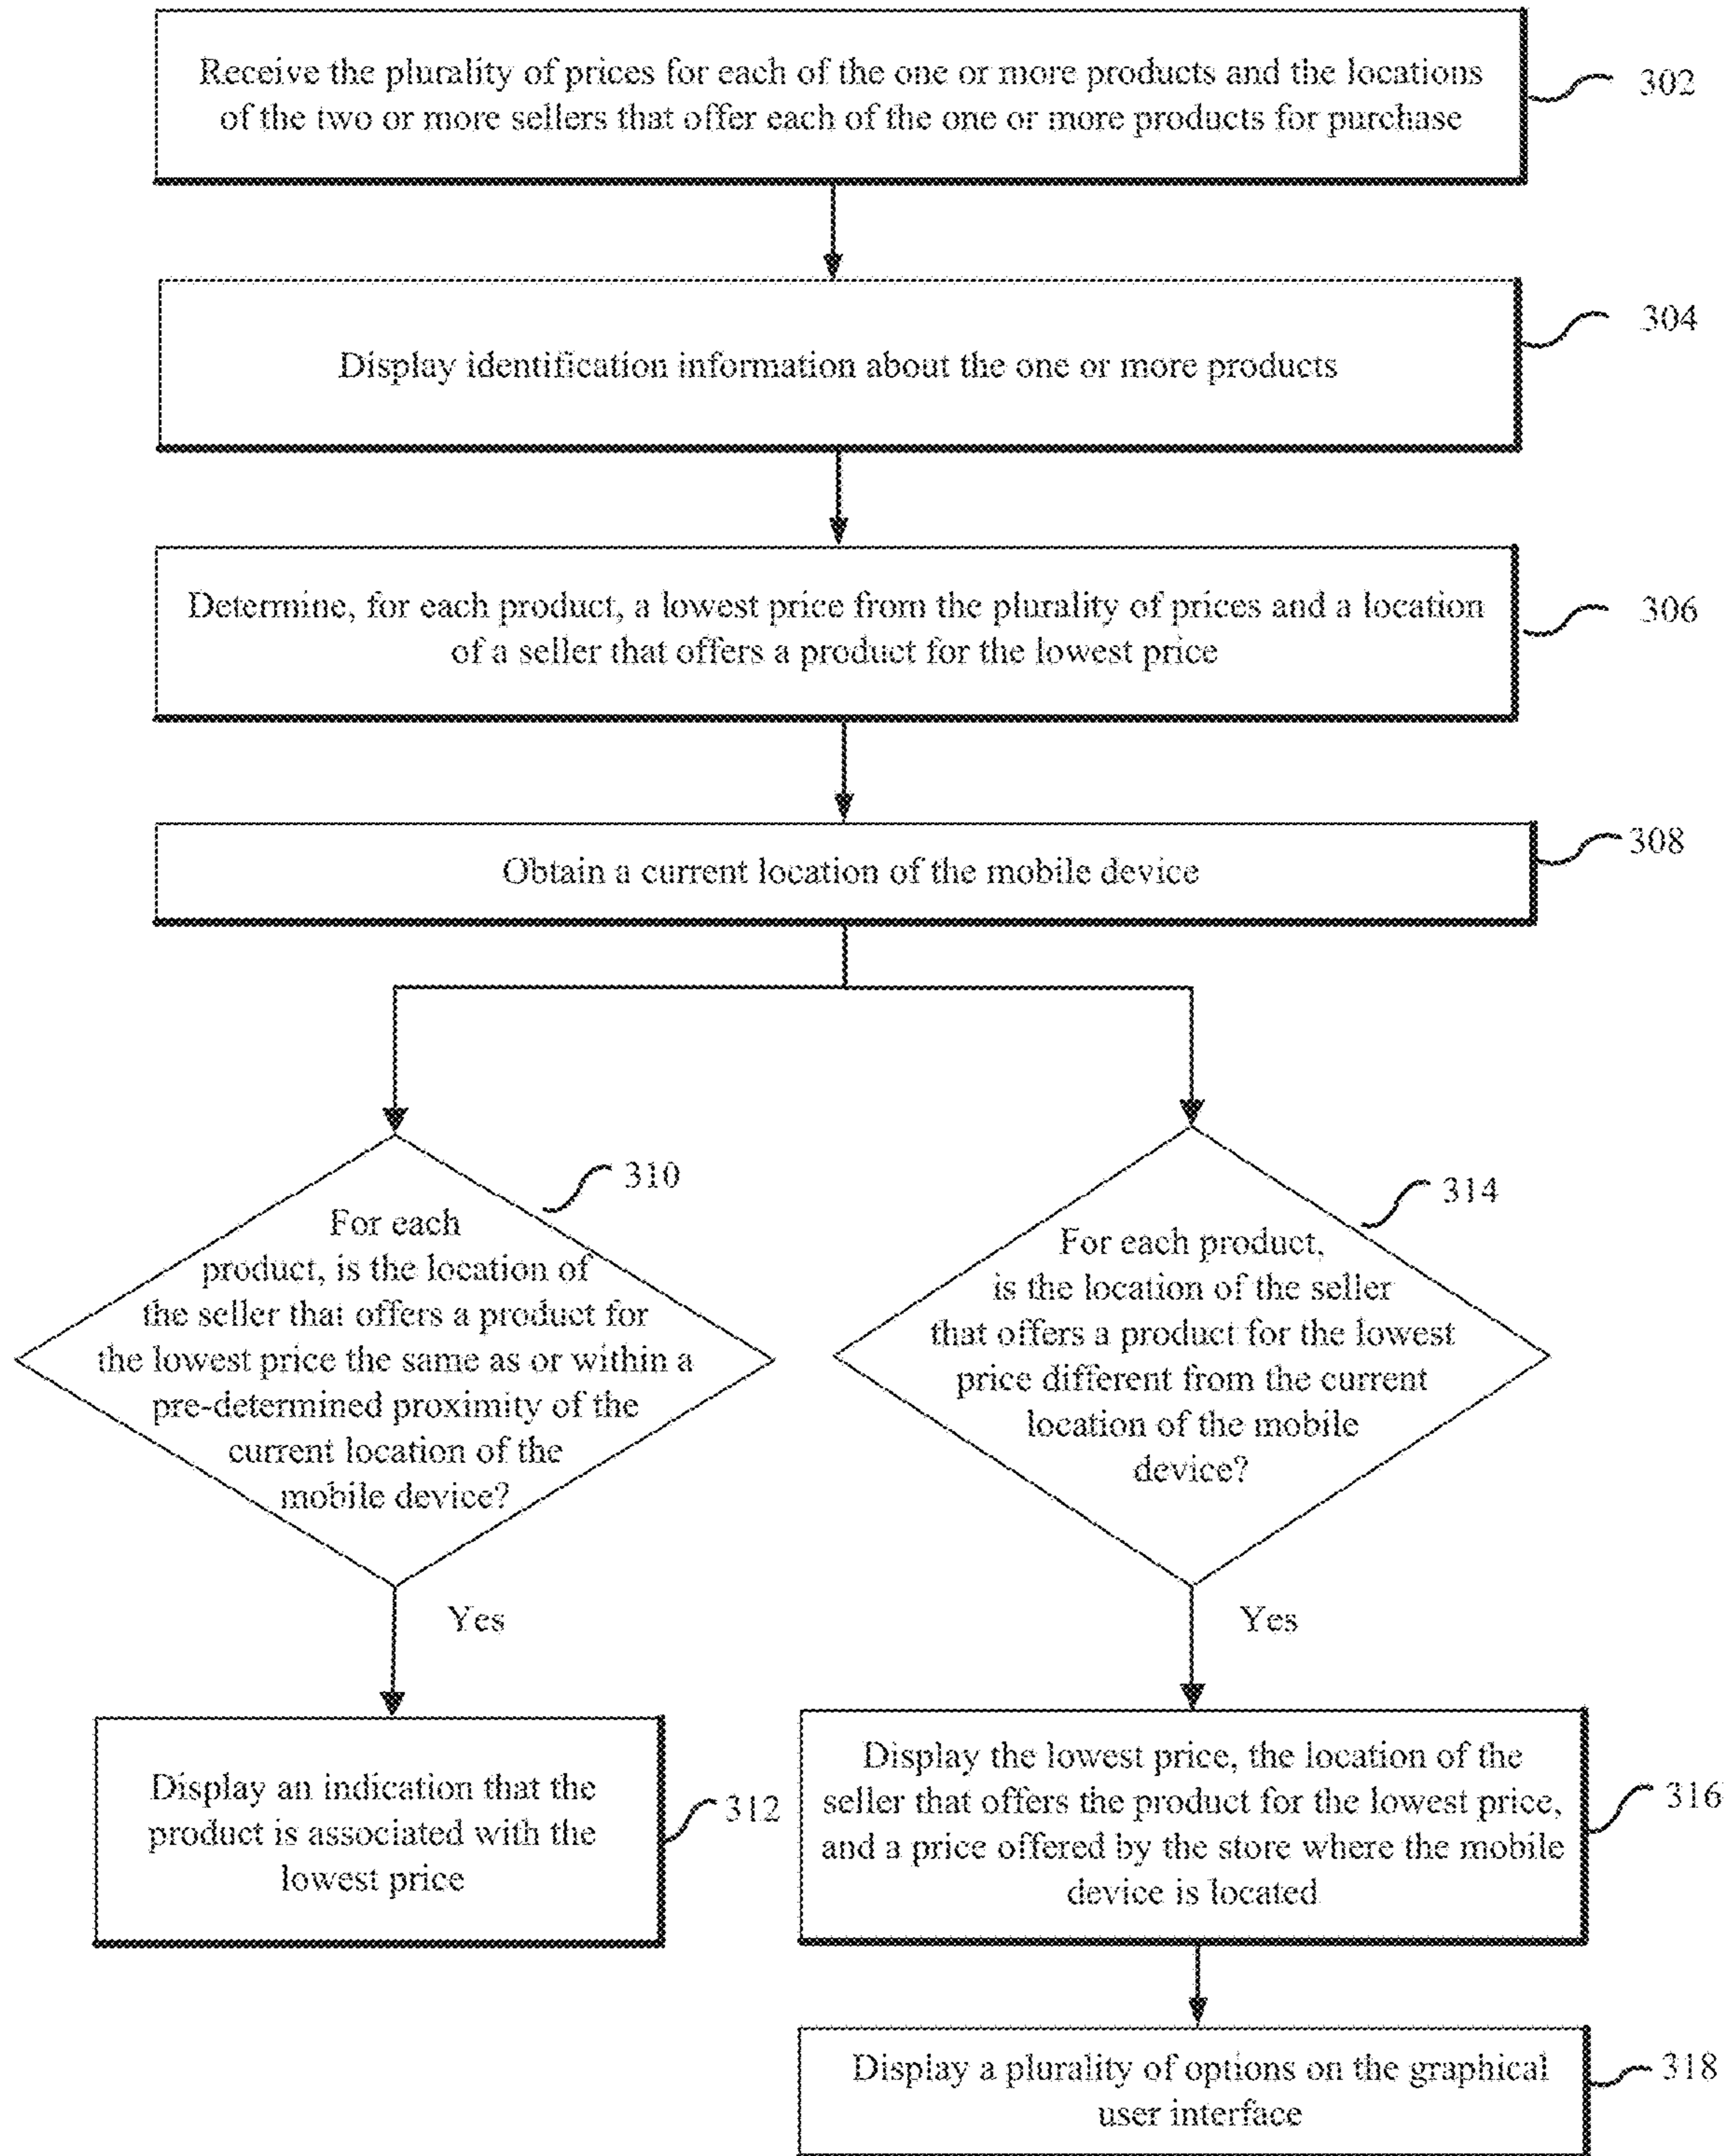 Receive the plurality of prices for each of the one or more products and the locations
of the two or more sellers that offer each of the one or more products for purchase
302
Display identification information about the one or more products
304
Determine, for each product, a lowest price from the plurality of prices and a location
of a seller that offers a product for the lowest price
306
Obtain a current location of the mobile device
308
For each
product, is the location of
the seller that offers a product for
the lowest price the same as or within a
pre-determined proximity of the
current location of the
mobile device?
310
For each product,
is the location of the seller
that offers a product for the lowest
price different from the current
location of the mobile
device?
314
Yes
Yes
Display an indication that the
product is associated with the
lowest price
312
Display the lowest price, the location of the
seller that offers the product for the lowest price,
and a price offered by the store where the mobile
device is located
316
Display a plurality of options on the graphical
user interface
318